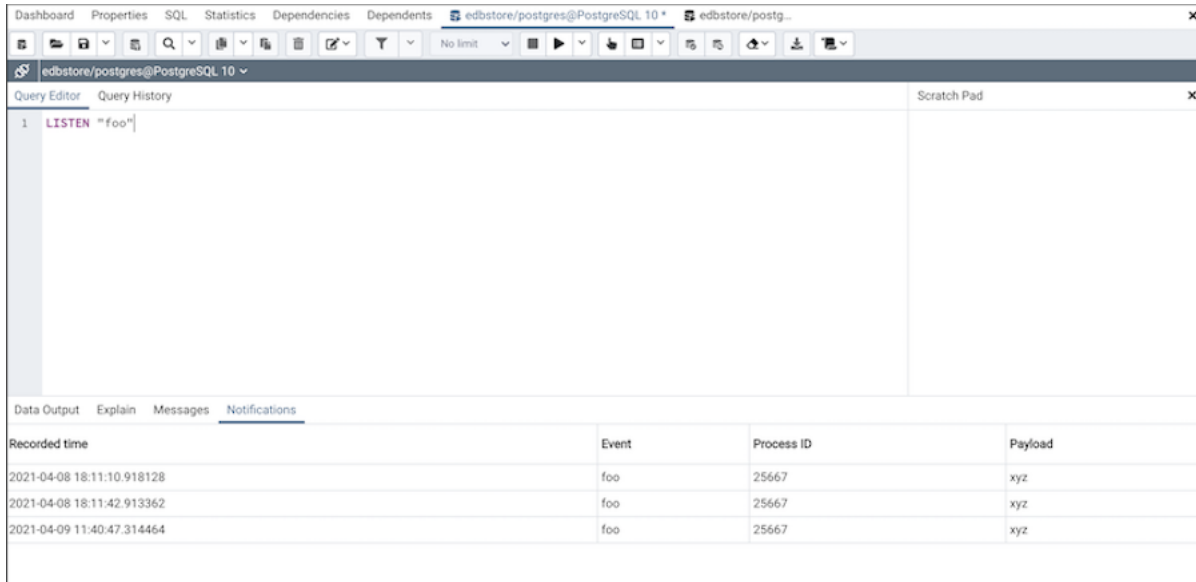 Dashboard Properties SQL Statistics Dependencies Dependents edbstore/postgres@PostgreSQL 10 * edbstore/postg...
No limit
edbstore/postgres@PostgreSQL 10
Query Editor Query History Scratch Pad
1 LISTEN "foo"
Data Output Explain Messages Notifications
Recorded time Event Process ID Payload
2021-04-08 18:11:10.918128 foo 25667 xyz
2021-04-08 18:11:42.913362 foo 25667 xyz
2021-04-09 11:40:47.314464 foo 25667 xyz